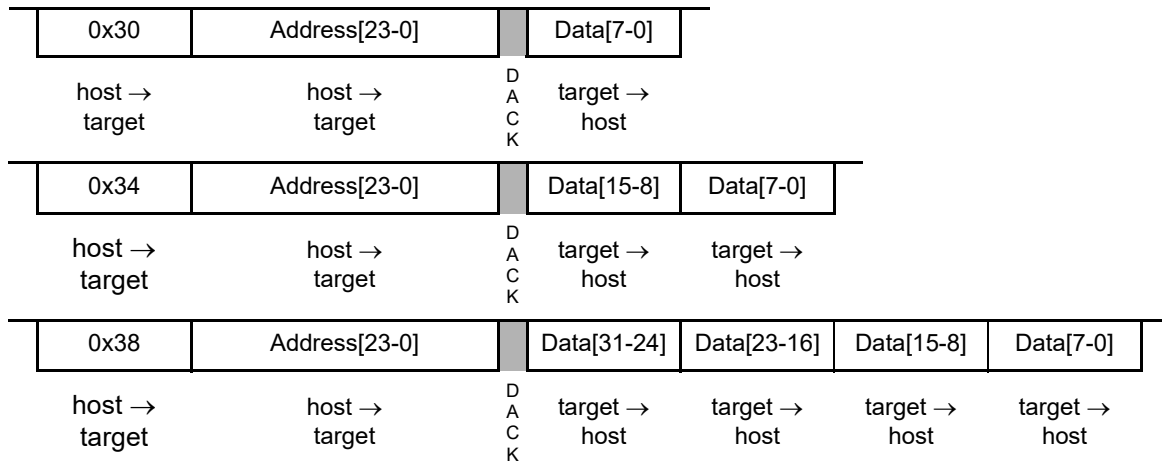 0x30 Address[23-0] Data[7-0]
host → target host → target D A C K target → host
0x34 Address[23-0] Data[15-8] Data[7-0]
host → target host → target D A C K target → host target → host
0x38 Address[23-0] Data[31-24] Data[23-16] Data[15-8] Data[7-0]
host → target host → target D A C K target → host target → host target → host target → host